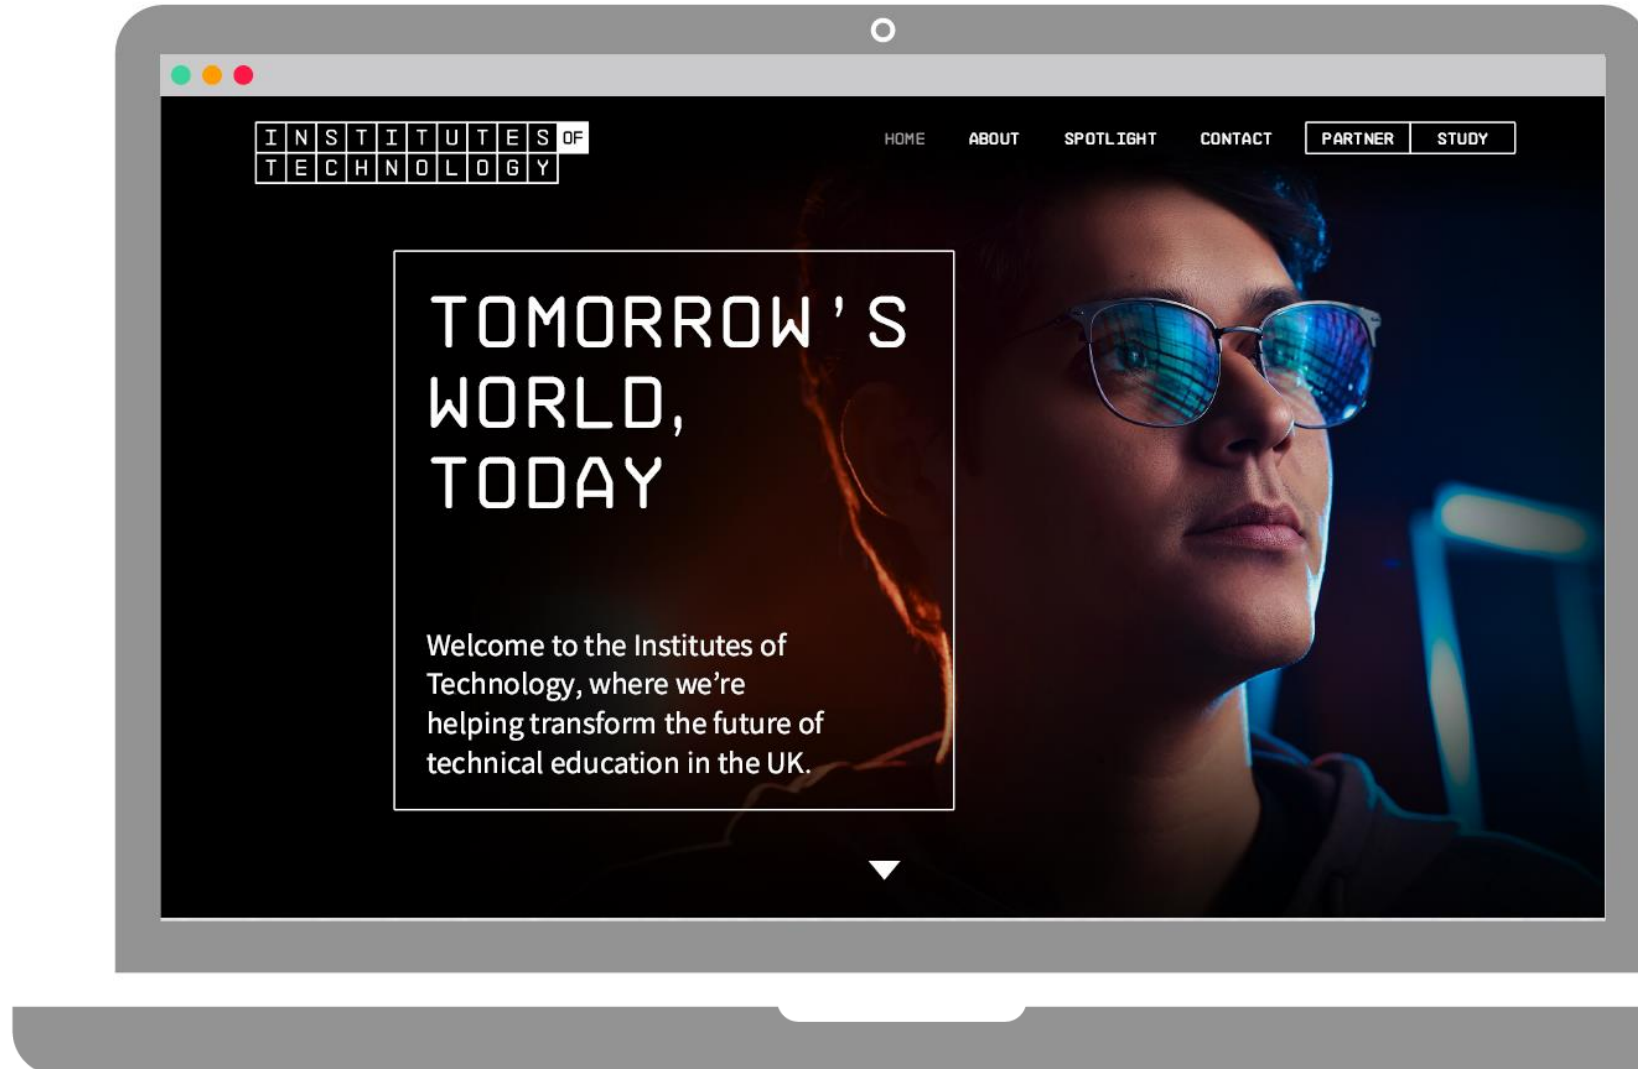 INSTITUTES OF
TECHNOLOGY
HOME ABOUT SPOTLIGHT CONTACT PARTNER STUDY
TOMORROW'S
WORLD,
TODAY
Welcome to the Institutes of
Technology, where we’re
helping transform the future of
technical education in the UK.